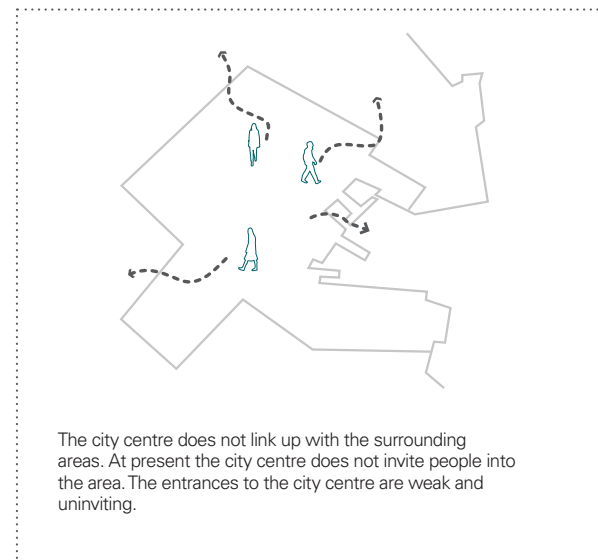 The city centre does not link up with the surrounding
areas. At present the city centre does not invite people into
the area. The entrances to the city centre are weak and
uninviting.